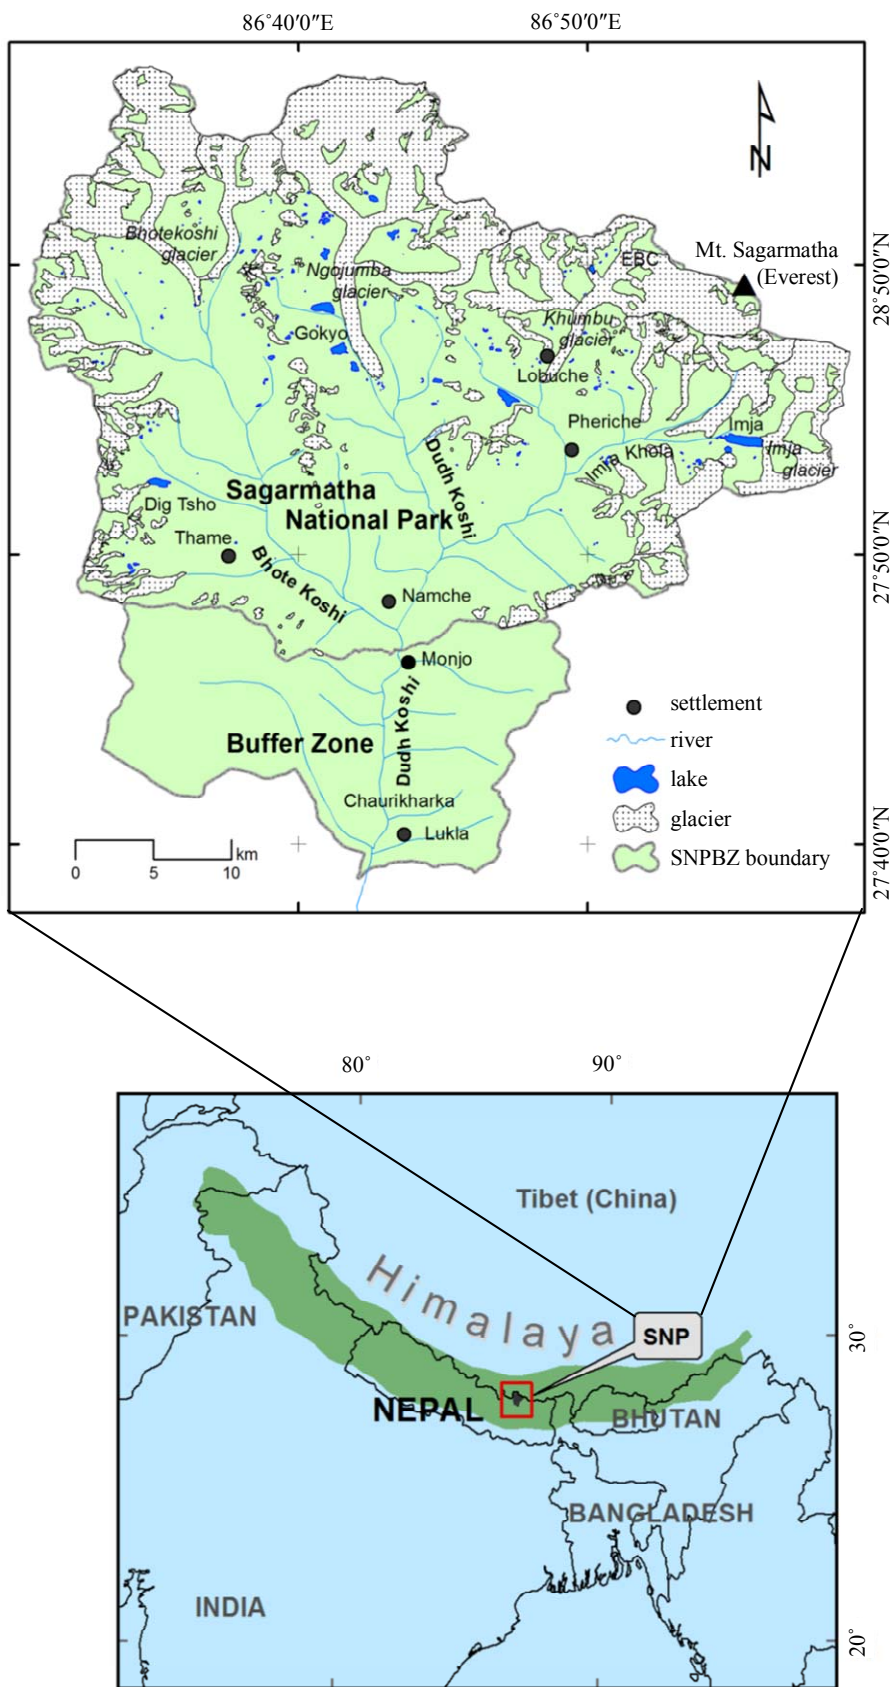 86˚40′0″E
86˚50′0″E
N
28˚50′0″N
27˚50′0″N
27˚40′0″N
Mt. Sagarmatha
(Everest)
EBC
Bhotekoshi
glacier
Ngojumba
glacier
Gokyo
Khumbu
glacier
Lobuche
Pheriche
Imja
Imja
glacier
Imja Khola
Dudh Koshi
Dig Tsho
Sagarmatha
National Park
Thame
Bhote Koshi
Namche
Monjo
Dudh Koshi
Buffer Zone
Chaurikharka
Lukla
settlement
river
lake
glacier
SNPBZ boundary
0 5 10 km
80˚
90˚
30˚
20˚
Tibet (China)
Himalaya
PAKISTAN
SNP
NEPAL
BHUTAN
BANGLADESH
INDIA